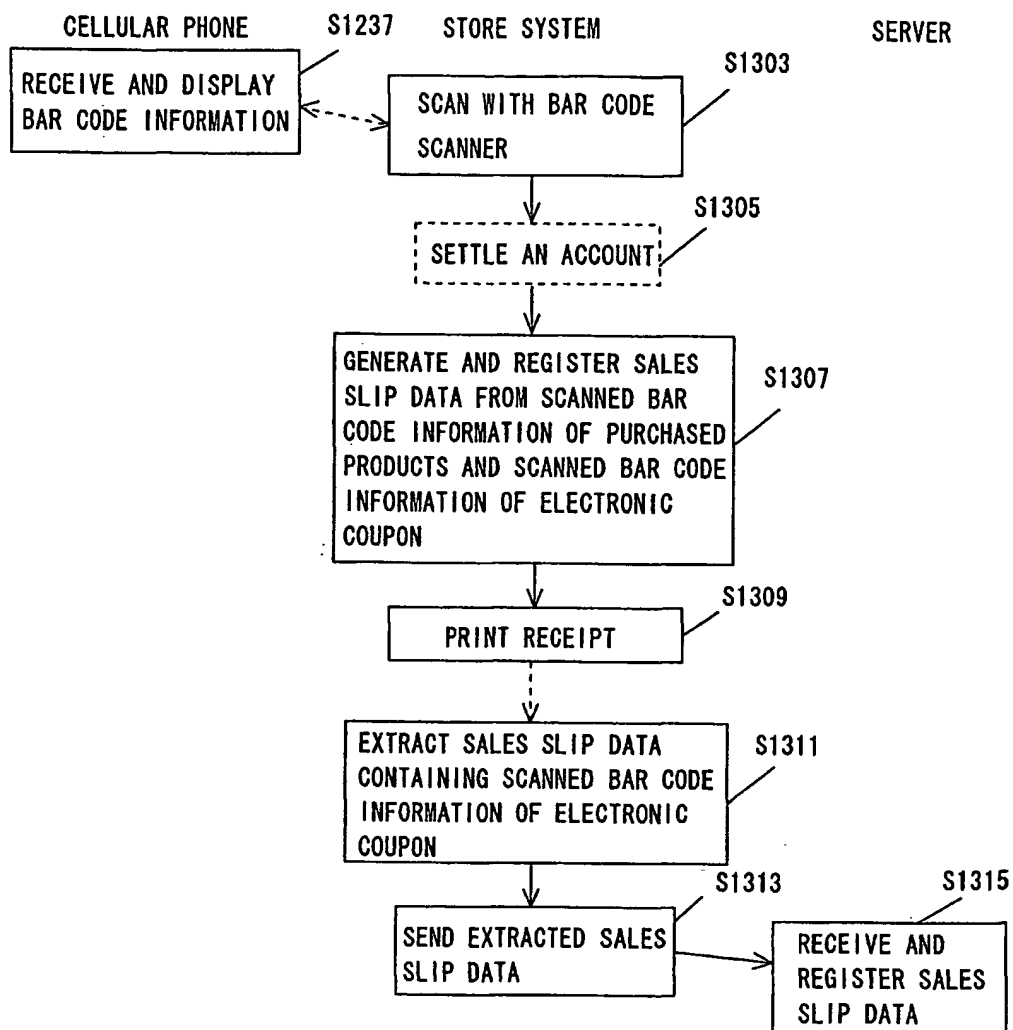 CELLULAR PHONE
S1237
STORE SYSTEM
SERVER
RECEIVE AND DISPLAY
BAR CODE INFORMATION
S1303
SCAN WITH BAR CODE
SCANNER
S1305
SETTLE AN ACCOUNT
S1307
GENERATE AND REGISTER SALES
SLIP DATA FROM SCANNED BAR
CODE INFORMATION OF PURCHASED
PRODUCTS AND SCANNED BAR CODE
INFORMATION OF ELECTRONIC
COUPON
S1309
PRINT RECEIPT
S1311
EXTRACT SALES SLIP DATA
CONTAINING SCANNED BAR CODE
INFORMATION OF ELECTRONIC
COUPON
S1313
SEND EXTRACTED SALES
SLIP DATA
S1315
RECEIVE AND
REGISTER SALES
SLIP DATA